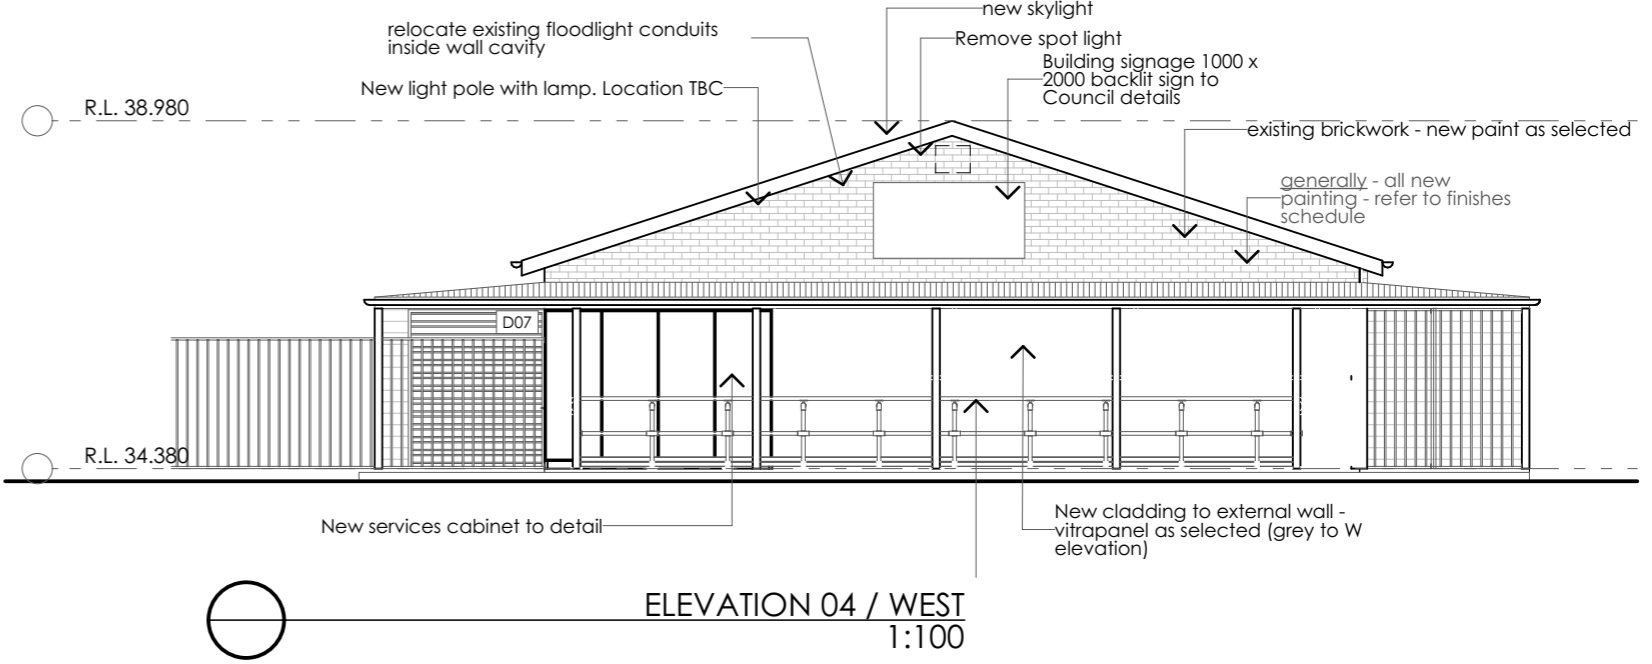 new skylight
relocate existing floodlight conduits
inside wall cavity
Remove spot light
Building signage 1000 x
2000 backlit sign to
Council details
New light pole with lamp. Location TBC
R.L. 38.980
existing brickwork - new paint as selected
generally - all new
painting - refer to finishes
schedule
D07
R.L. 34.380
New services cabinet to detail
New cladding to external wall -
vitrapanel as selected (grey to W
elevation)
ELEVATION 04 / WEST
1:100